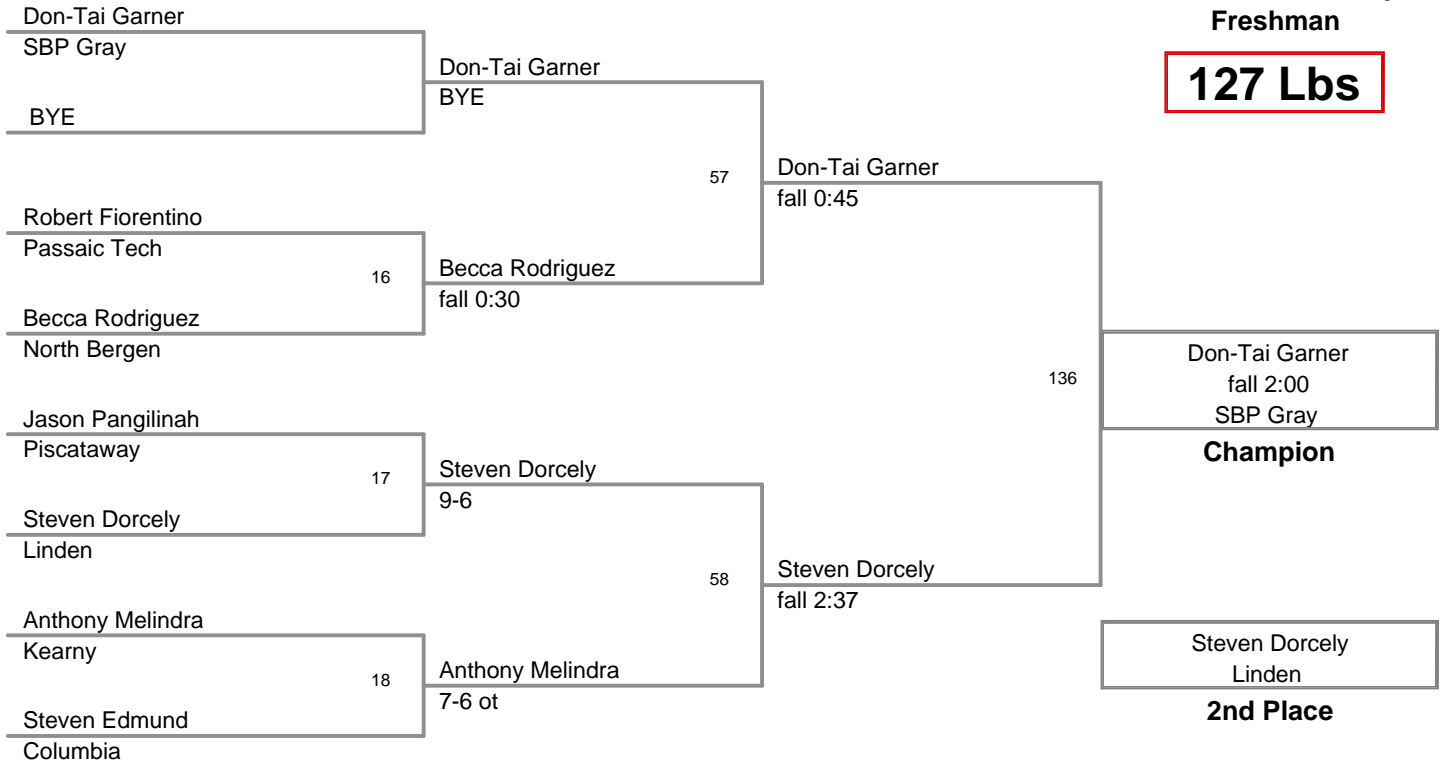 Don-Tai Garner
SBP Gray
BYE
Robert Fiorentino
Passaic Tech
16
Becca Rodriguez
North Bergen
Jason Pangilinah
Piscataway
17
Steven Dorcely
Linden
Anthony Melindra
Kearny
18
Steven Edmund
Columbia
Don-Tai Garner
BYE
57
Becca Rodriguez
fall 0:30
Steven Dorcely
9-6
58
Anthony Melindra
7-6 ot
Don-Tai Garner
fall 0:45
136
Steven Dorcely
fall 2:37
Freshman
127 Lbs
Don-Tai Garner
fall 2:00
SBP Gray
Champion
Steven Dorcely
Linden
2nd Place